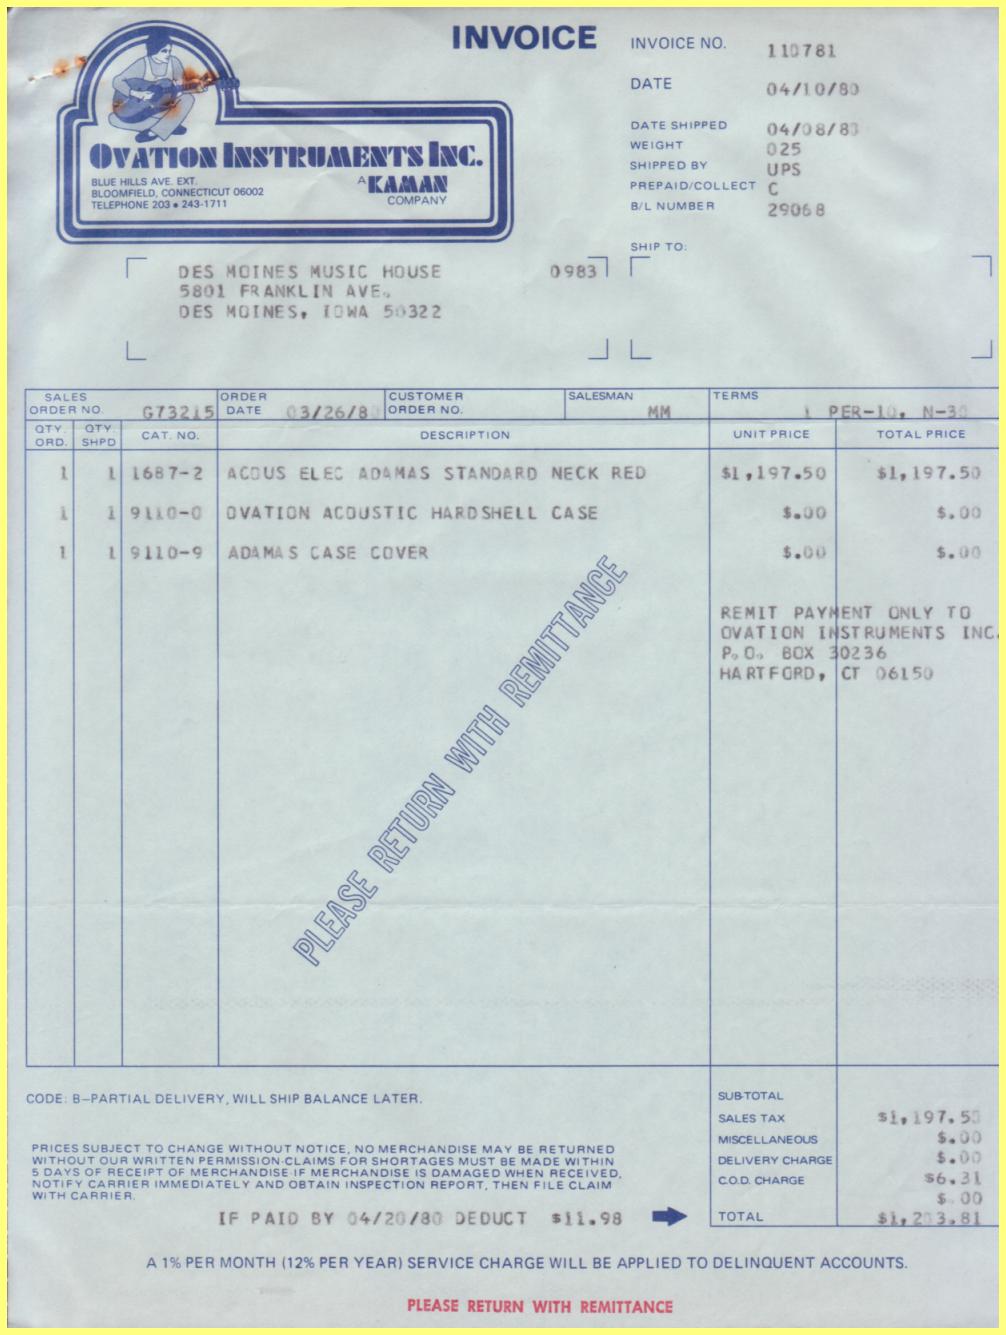 INVOICE
INVOICE NO. 110781
DATE 04/10/80
DATE SHIPPED 04/08/80
WEIGHT 025
SHIPPED BY UPS
PREPAID/COLLECT C
B/L NUMBER 29068
OVATION INSTRUMENTS INC.
BLUE HILLS AVE. EXT.
BLOOMFIELD, CONNECTICUT 06002
TELEPHONE 203 • 243-1711
A KAMAN
COMPANY
SHIP TO:
DES MOINES MUSIC HOUSE 0983
5801 FRANKLIN AVE.
DES MOINES, IOWA 50322
SALES ORDER NO. G73215 ORDER DATE 03/26/80 CUSTOMER ORDER NO. SALESMAN MM TERMS 1 PER-10, N-30
QTY. ORD. QTY. SHPD CAT. NO. DESCRIPTION UNIT PRICE TOTAL PRICE
1 1 1687-2 ACOUS ELEC ADAMAS STANDARD NECK RED $1,197.50 $1,197.50
1 1 9110-0 OVATION ACOUSTIC HARDSHELL CASE $.00 $.00
1 1 9110-9 ADAMAS CASE COVER $.00 $.00
REMIT PAYMENT ONLY TO
OVATION INSTRUMENTS INC.
P.O. BOX 30236
HARTFORD, CT 06150
PLEASE RETURN WITH REMITTANCE
CODE: B—PARTIAL DELIVERY, WILL SHIP BALANCE LATER.
SUB-TOTAL
SALES TAX $1,197.50
MISCELLANEOUS $.00
DELIVERY CHARGE $.00
C.O.D. CHARGE $6.31
$.00
TOTAL $1,203.81
PRICES SUBJECT TO CHANGE WITHOUT NOTICE, NO MERCHANDISE MAY BE RETURNED
WITHOUT OUR WRITTEN PERMISSION-CLAIMS FOR SHORTAGES MUST BE MADE WITHIN
5 DAYS OF RECEIPT OF MERCHANDISE-IF MERCHANDISE IS DAMAGED WHEN RECEIVED,
NOTIFY CARRIER IMMEDIATELY AND OBTAIN INSPECTION REPORT, THEN FILE CLAIM
WITH CARRIER.
IF PAID BY 04/20/80 DEDUCT $11.98
A 1% PER MONTH (12% PER YEAR) SERVICE CHARGE WILL BE APPLIED TO DELINQUENT ACCOUNTS.
PLEASE RETURN WITH REMITTANCE